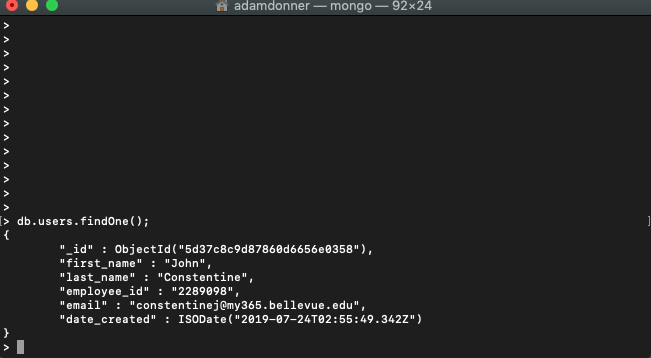 adamdonner — mongo — 92×24
>
>
>
>
>
>
>
>
>
>
>
>
>
>
[> db.users.findOne(); ]
{
"_id" : ObjectId("5d37c8c9d87860d6656e0358"),
"first_name" : "John",
"last_name" : "Constentine",
"employee_id" : "2289098",
"email" : "constentinej@my365.bellevue.edu",
"date_created" : ISODate("2019-07-24T02:55:49.342Z")
}
>